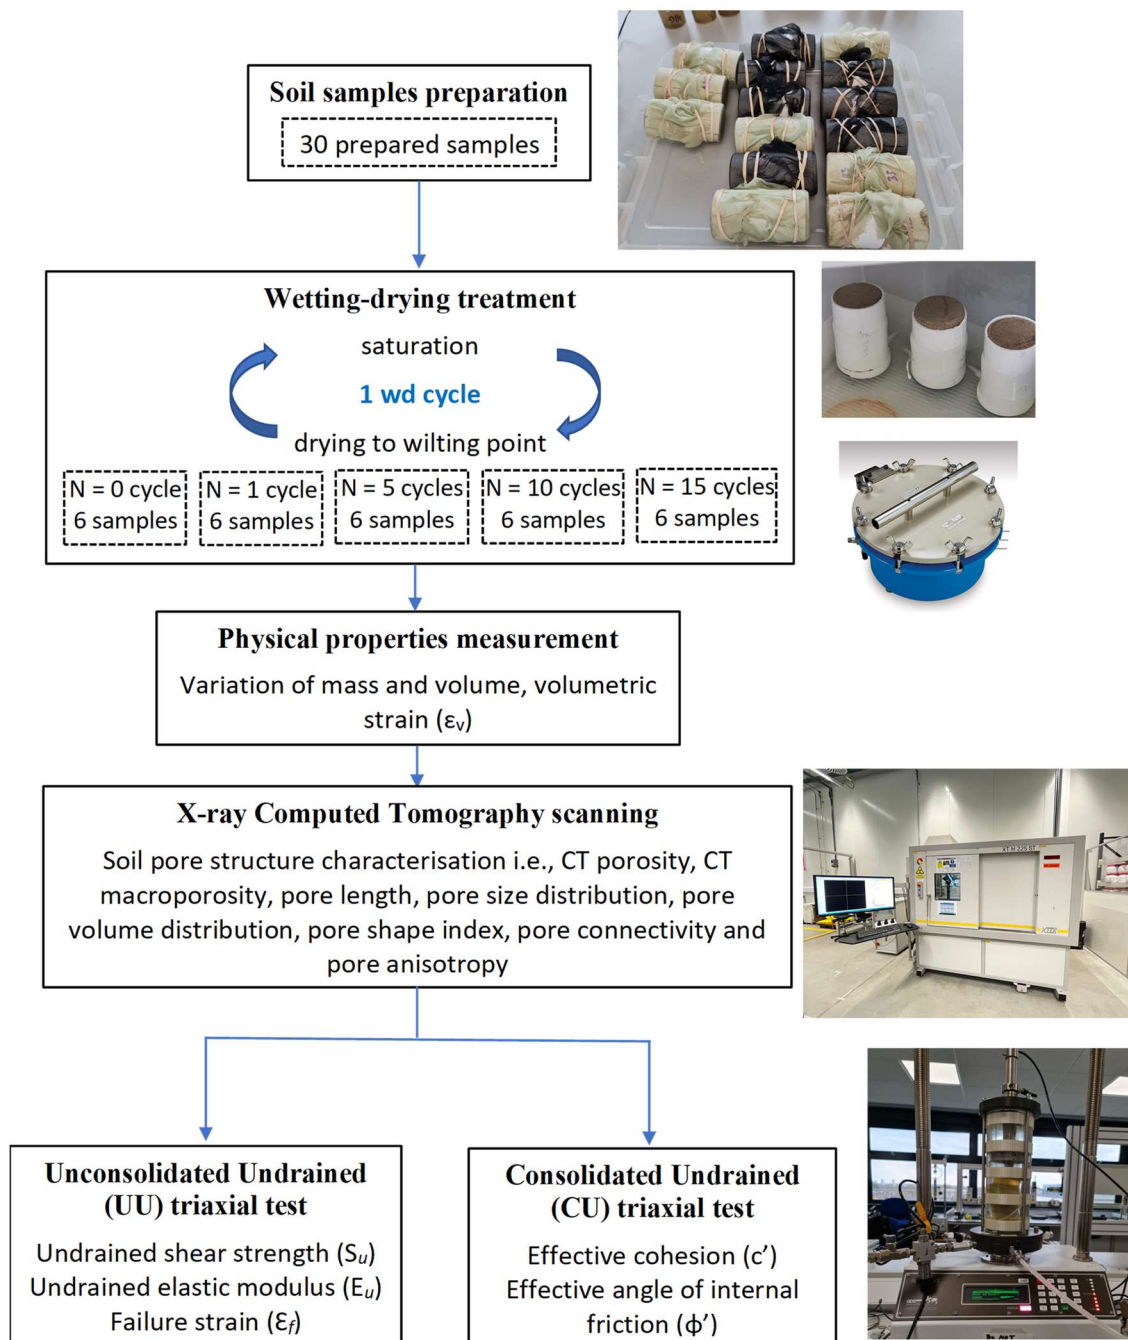 Soil samples preparation
30 prepared samples
Wetting-drying treatment
saturation
1 wd cycle
drying to wilting point
N = 0 cycle
6 samples
N = 1 cycle
6 samples
N = 5 cycles
6 samples
N = 10 cycles
6 samples
N = 15 cycles
6 samples
Physical properties measurement
Variation of mass and volume, volumetric
strain (εᵥ)
X-ray Computed Tomography scanning
Soil pore structure characterisation i.e., CT porosity, CT
macroporosity, pore length, pore size distribution, pore
volume distribution, pore shape index, pore connectivity and
pore anisotropy
XT H 225 ST
Unconsolidated Undrained
(UU) triaxial test
Undrained shear strength (Sᵤ)
Undrained elastic modulus (Eᵤ)
Failure strain (Ɛf)
Consolidated Undrained
(CU) triaxial test
Effective cohesion (c’)
Effective angle of internal
friction (ϕ’)